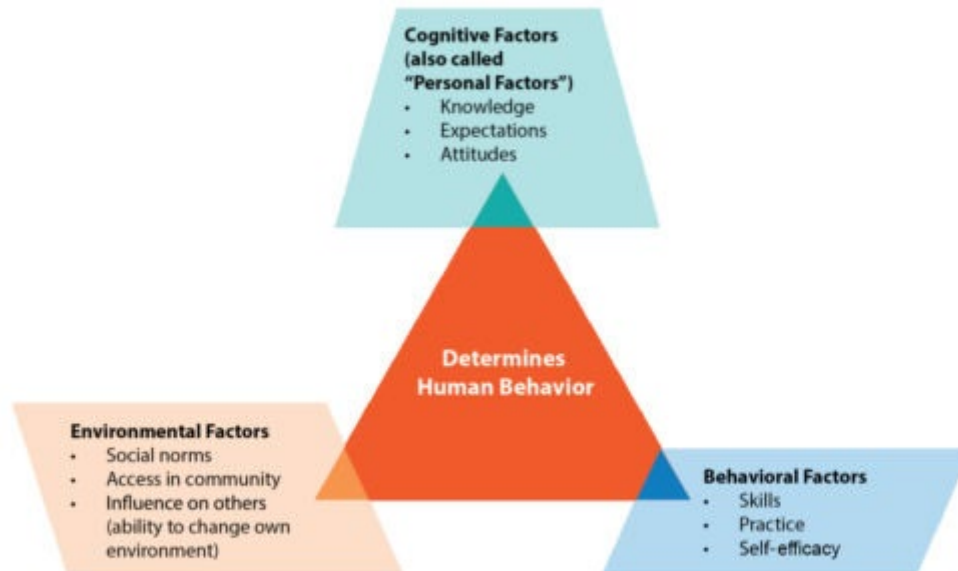 Cognitive Factors
(also called
“Personal Factors”)
• Knowledge
• Expectations
• Attitudes
Determines
Human Behavior
Environmental Factors
• Social norms
• Access in community
• Influence on others
(ability to change own
environment)
Behavioral Factors
• Skills
• Practice
• Self-efficacy